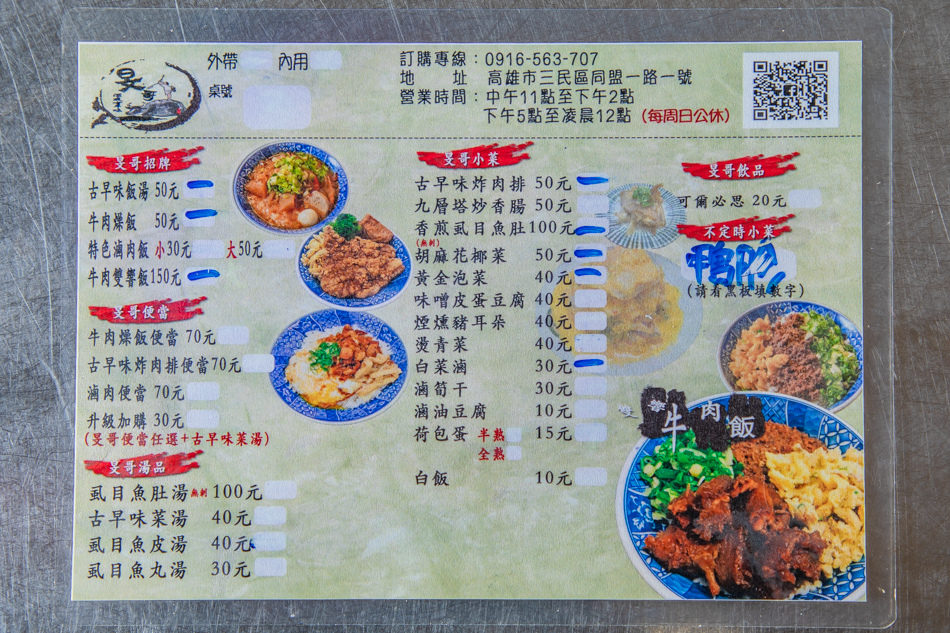 旻哥
外帶 內用
桌號
訂購專線：0916-563-707
地　　址　高雄市三民區同盟一路一號
營業時間：中午11點至下午2點
下午5點至凌晨12點（每周日公休）
旻哥招牌
古早味飯湯 50元
牛肉燥飯 50元
特色滷肉飯 小30元 大50元
牛肉雙響飯150元
旻哥便當
牛肉燥飯便當 70元
古早味炸肉排便當70元
滷肉便當 70元
升級加購 30元
(旻哥便當任選+古早味菜湯)
旻哥湯品
虱目魚肚湯無刺100元
古早味菜湯 40元
虱目魚皮湯 40元
虱目魚丸湯 30元
旻哥小菜
古早味炸肉排 50元
九層塔炒香腸 50元
香煎虱目魚肚100元
(無刺)
胡麻花椰菜 50元
黃金泡菜 40元
味噌皮蛋豆腐 40元
煙燻豬耳朵 40元
燙青菜 40元
白菜滷 30元
滷筍干 30元
滷油豆腐 10元
荷包蛋 半熟 15元
全熟
白飯 10元
旻哥飲品
可爾必思 20元
不定時小菜
(請看黑板填數字)
牛肉飯